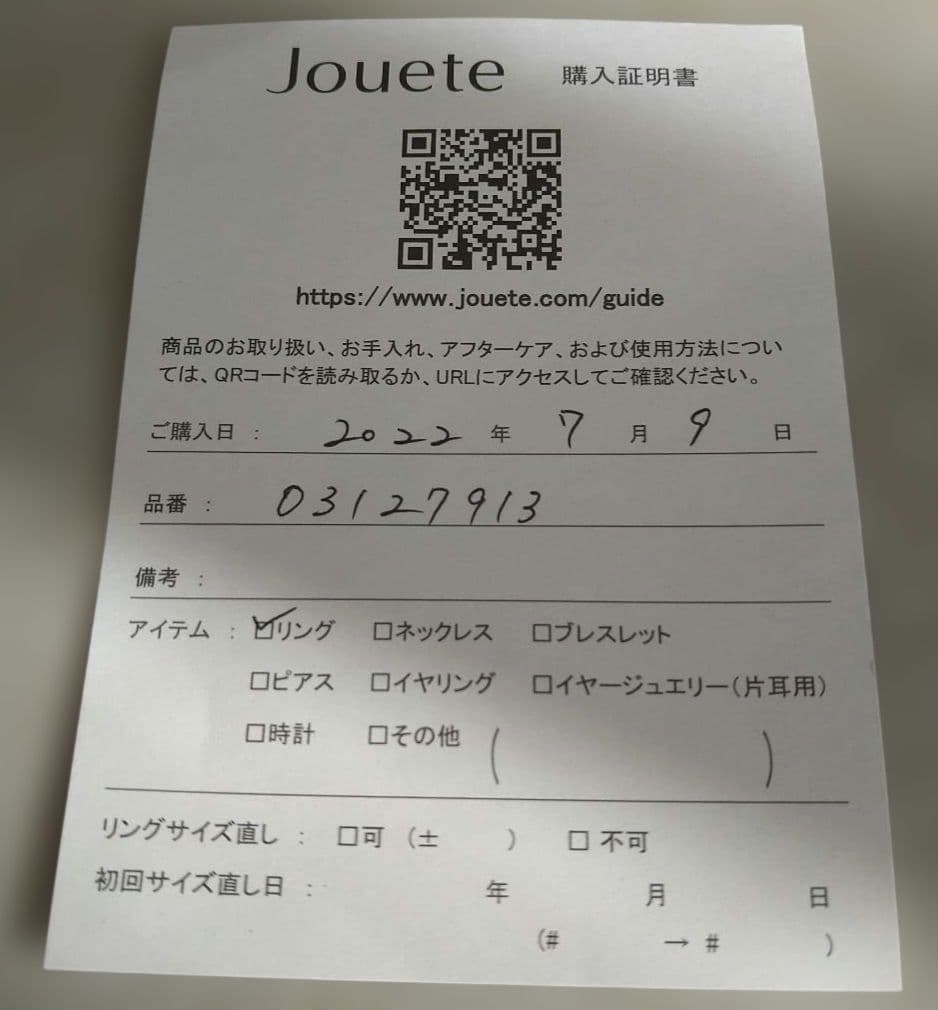 Jouete 購入証明書
https://www.jouete.com/guide
商品のお取り扱い、お手入れ、アフターケア、および使用方法につい
ては、QRコードを読み取るか、URLにアクセスしてご確認ください。
ご購入日 : 2022 年 7 月 9 日
品番 : 03127913
備考 :
アイテム : ☑リング □ネックレス □ブレスレット
□ピアス □イヤリング □イヤージュエリー(片耳用)
□時計 □その他 ( )
リングサイズ直し : □可 (± ) □ 不可
初回サイズ直し日 : 年 月 日
(# → # )